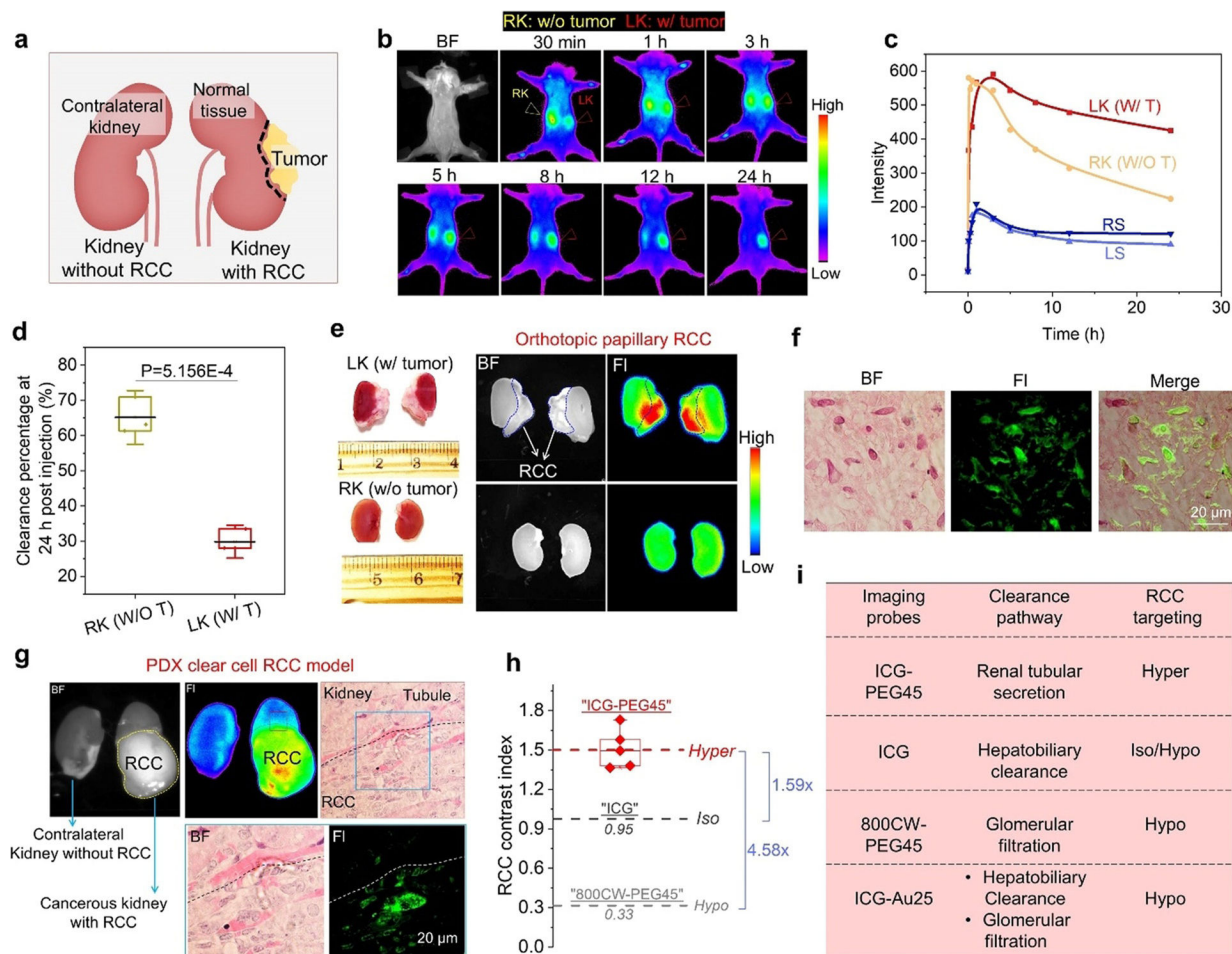 a
Contralateral
kidney
Normal
tissue
Tumor
Kidney
without RCC
Kidney
with RCC
b
RK: w/o tumor LK: w/ tumor
BF
30 min
1 h
3 h
RK
LK
5 h
8 h
12 h
24 h
High
Low
c
600
500
400
300
200
100
0
Intensity
LK (W/ T)
RK (W/O T)
RS
LS
0
10
20
30
Time (h)
d
Clearance percentage at
24 h post injection (%)
80
70
60
50
40
30
20
P=5.156E-4
RK (W/O T)
LK (W/ T)
e
Orthotopic papillary RCC
LK (w/ tumor)
1 2 3 4
RK (w/o tumor)
5 6 7
BF
FI
RCC
High
Low
f
BF
FI
Merge
20 µm
g
PDX clear cell RCC model
BF
FI
RCC
RCC
Kidney
Tubule
RCC
Contralateral
Kidney without RCC
Cancerous kidney
with RCC
BF
FI
20 µm
h
RCC contrast index
1.8
1.5
1.2
0.9
0.6
0.3
0.0
"ICG-PEG45"
Hyper
"ICG"
0.95
Iso
"800CW-PEG45"
0.33
Hypo
1.59x
4.58x
i
Imaging probes Clearance pathway RCC targeting
ICG-PEG45 Renal tubular secretion Hyper
ICG Hepatobiliary clearance Iso/Hypo
800CW-PEG45 Glomerular filtration Hypo
ICG-Au25 • Hepatobiliary Clearance • Glomerular filtration Hypo